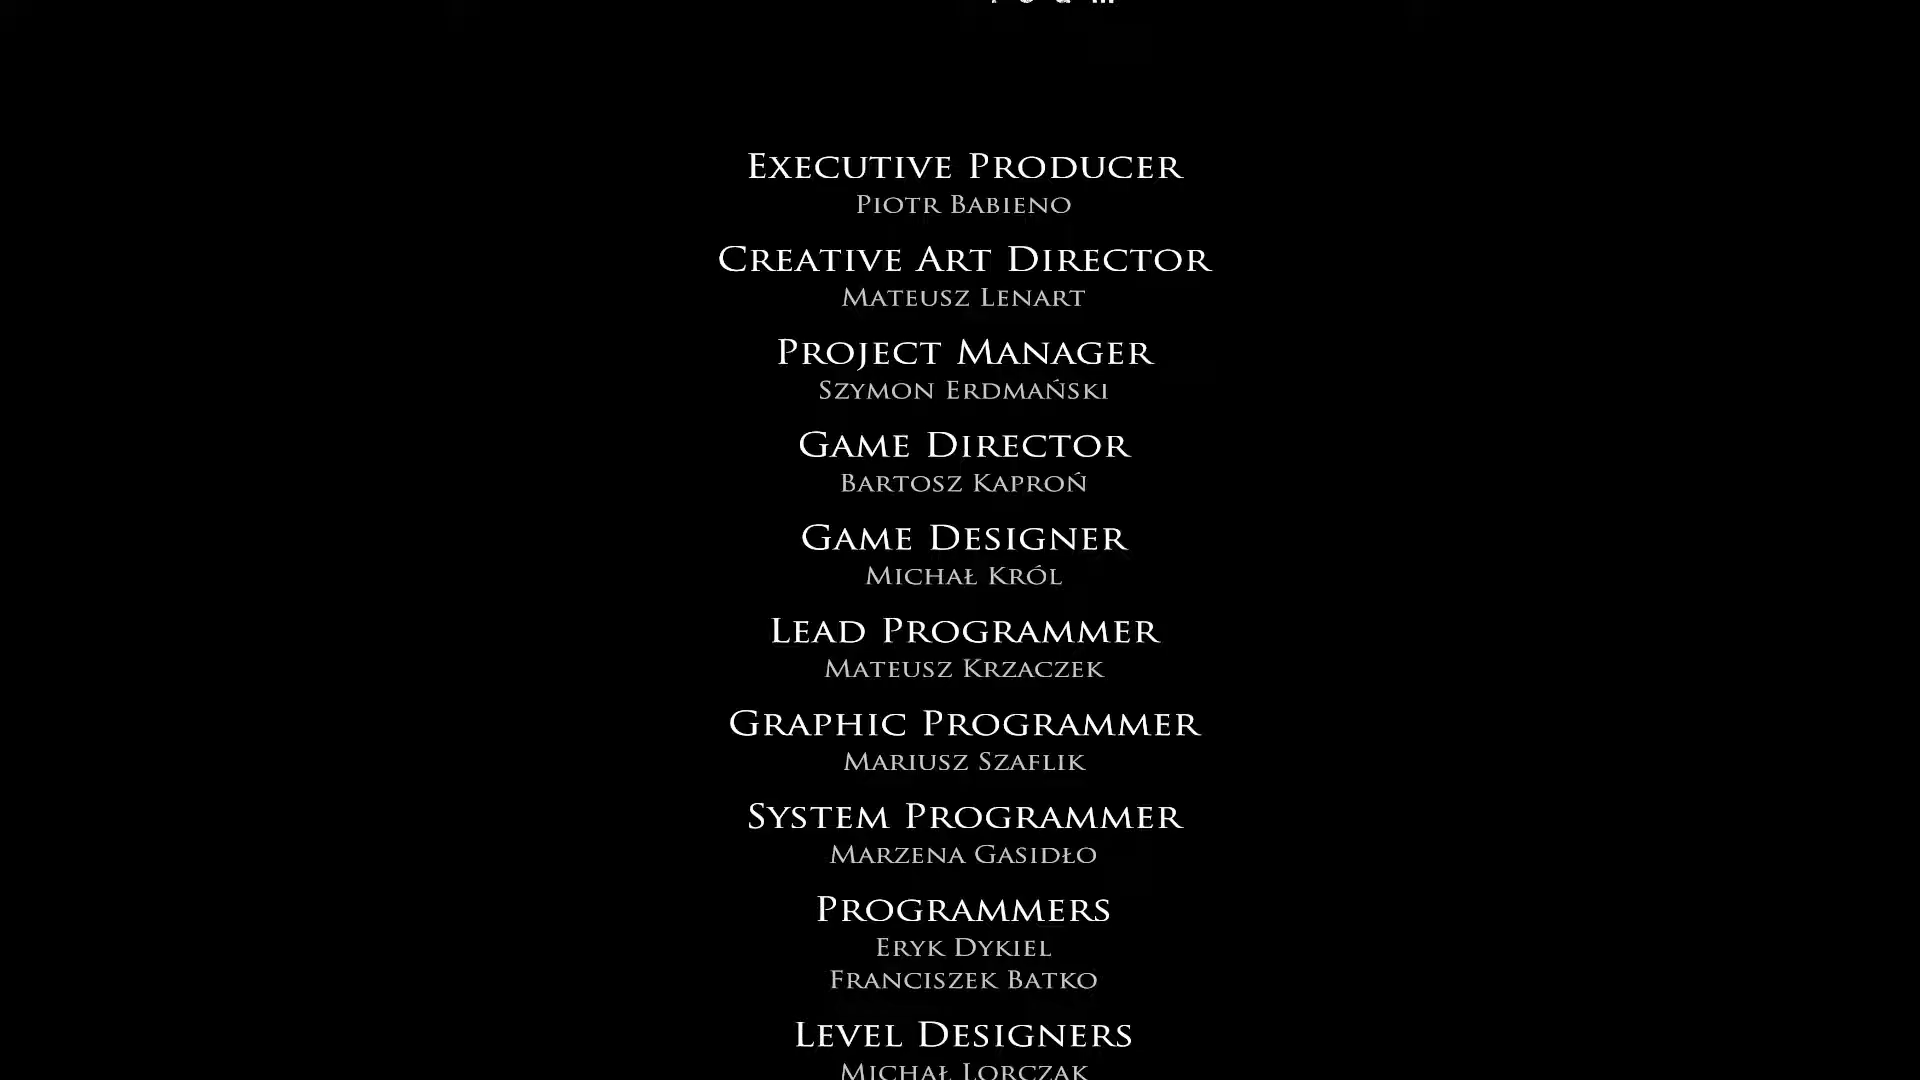 Executive Producer
Piotr Babieno
Creative Art Director
Mateusz Lenart
Project Manager
Szymon Erdmański
Game Director
Bartosz Kaproń
Game Designer
Michał Król
Lead Programmer
Mateusz Krzaczek
Graphic Programmer
Mariusz Szaflik
System Programmer
Marzena Gasidło
Programmers
Eryk Dykiel
Franciszek Batko
Level Designers
Michał Lorczak